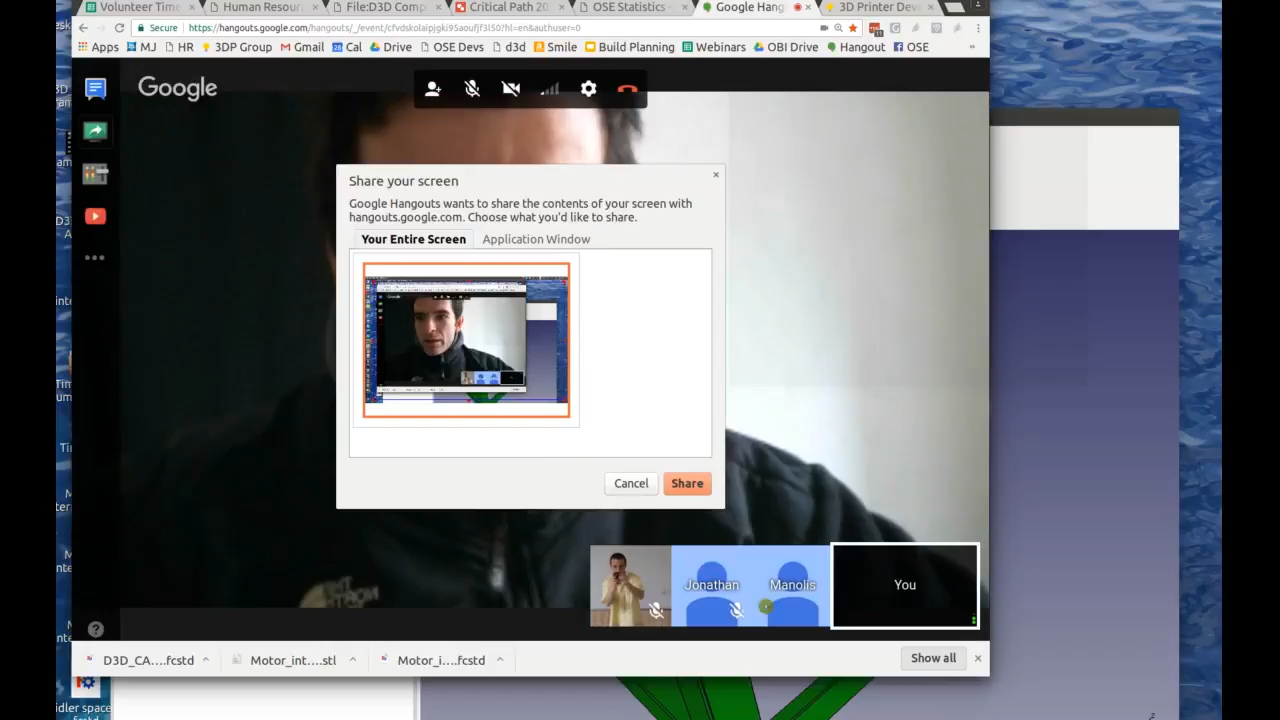 Volunteer Time
Human Resour
File:D3D Comp
Critical Path 20
OSE Statistics
Google Hang
3D Printer Dev
Secure
https://hangouts.google.com/hangouts/_/event/cfvdskolaipjgki95aoufjf3l50?hl=en&authuser=0
Apps MJ HR 3DP Group Gmail 28 Cal Drive OSE Devs d3d Smile Build Planning Webinars OBI Drive Hangout OSE »
Google
Share your screen
Google Hangouts wants to share the contents of your screen with
hangouts.google.com. Choose what you'd like to share.
Your Entire Screen Application Window
Cancel Share
Jonathan Manolis You
D3D_CA....fcstd Motor_int....stl Motor_i....fcstd Show all
idler space
fcstd